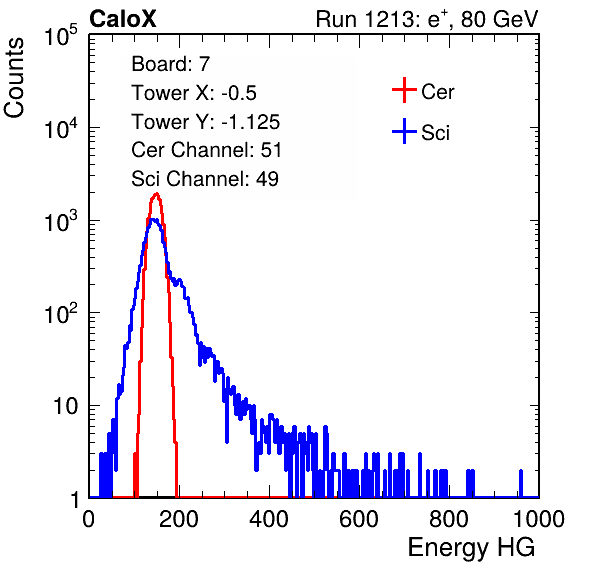 CaloX Run 1213: e⁺, 80 GeV
Counts
Board: 7
Tower X: -0.5
Tower Y: -1.125
Cer Channel: 51
Sci Channel: 49
Cer
Sci
10⁵
10⁴
10³
10²
10
1
0 200 400 600 800 1000
Energy HG